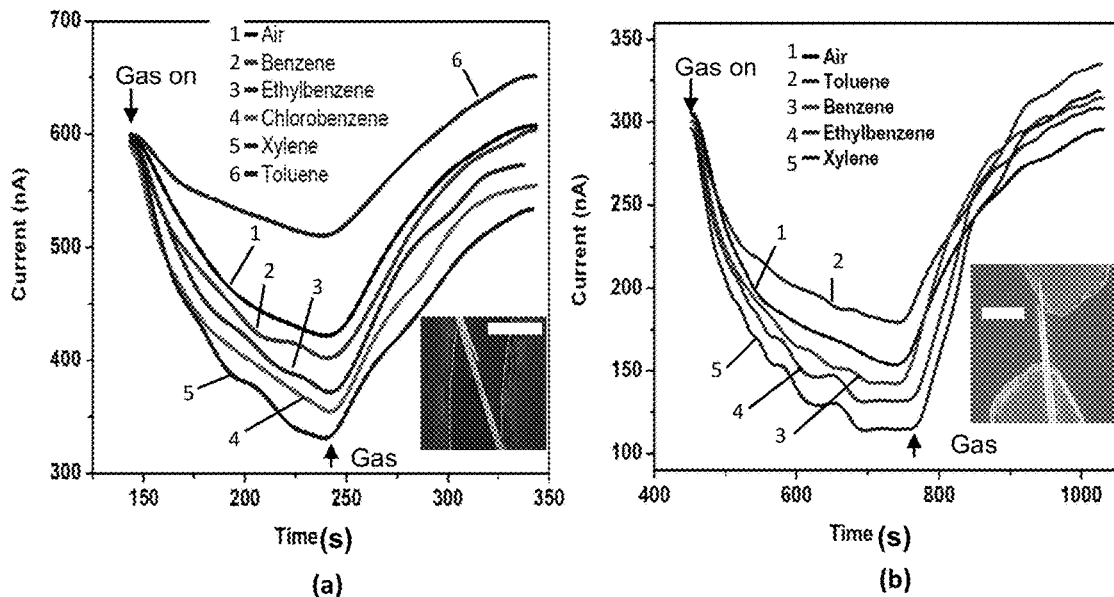 700
600
500
400
300
Current (nA)
1 Air
2 Benzene
3 Ethylbenzene
4 Chlorobenzene
5 Xylene
6 Toluene
Gas on
6
1
2
3
5
4
Gas
150
200
250
300
350
Time (s)
(a)
350
300
250
200
150
100
Current (nA)
1 Air
2 Toluene
3 Benzene
4 Ethylbenzene
5 Xylene
Gas on
1
2
5
4
3
Gas
400
600
800
1000
Time (s)
(b)